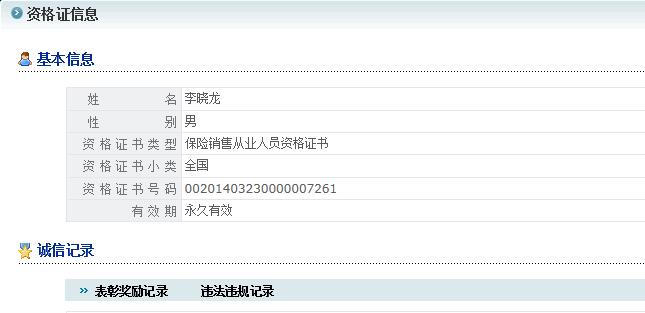 资格证信息
基本信息
姓名 李晓龙
性别 男
资格证书类型 保险销售从业人员资格证书
资格证书小类 全国
资格证书号码 00201403230000007261
有效期 永久有效
诚信记录
›› 表彰奖励记录 违法违规记录